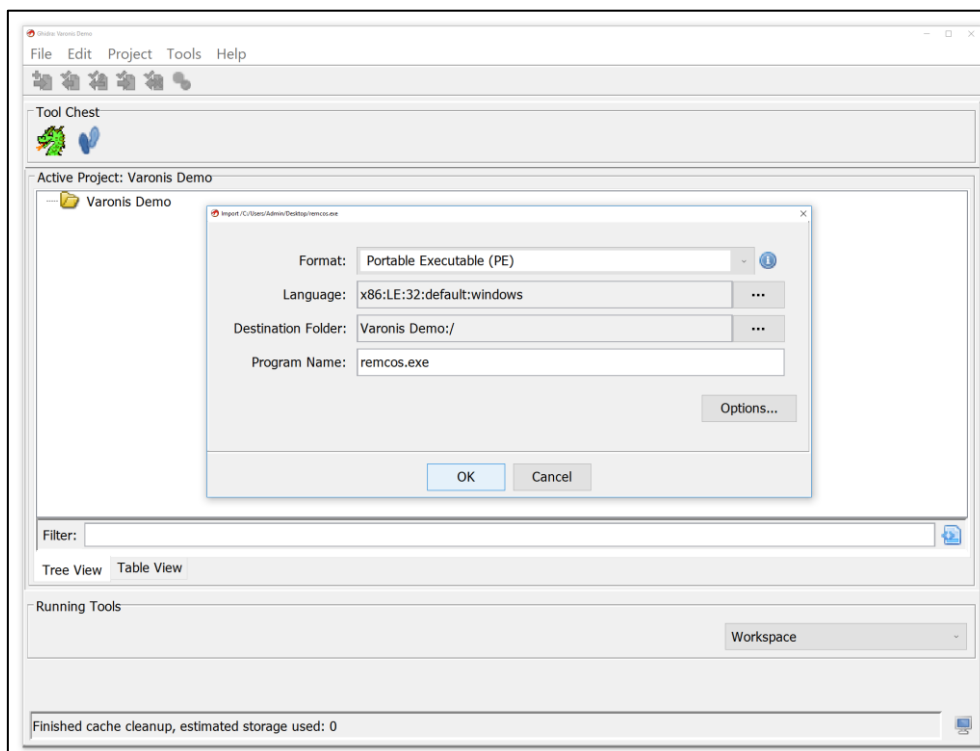 Ghidra: Varonis Demo
File Edit Project Tools Help
Tool Chest
Active Project: Varonis Demo
Varonis Demo
Import /C:/Users/Admin/Desktop/remcos.exe
Format: Portable Executable (PE)
Language: x86:LE:32:default:windows ...
Destination Folder: Varonis Demo:/ ...
Program Name: remcos.exe
Options...
OK Cancel
Filter:
Tree View Table View
Running Tools
Workspace
Finished cache cleanup, estimated storage used: 0